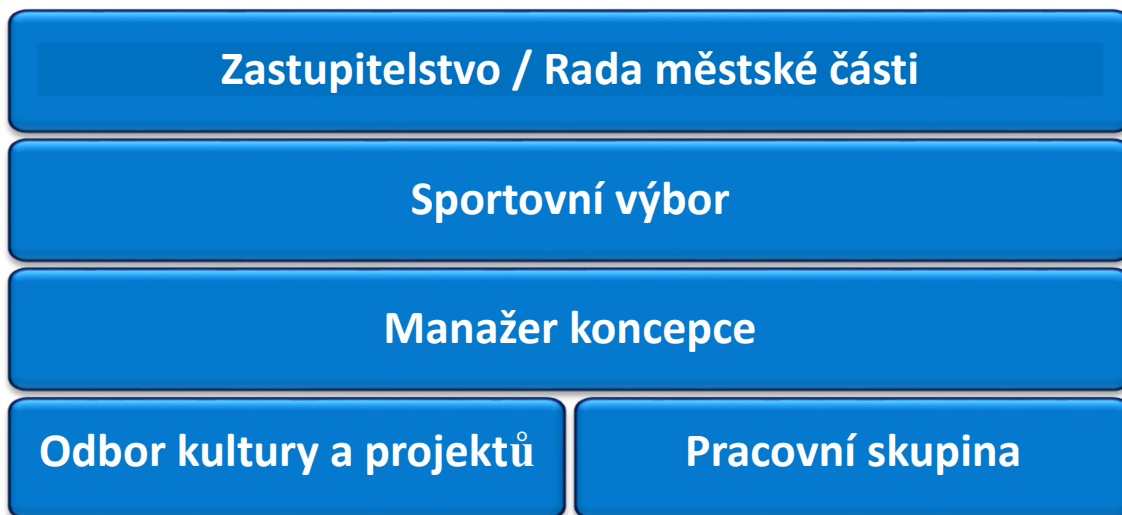 Zastupitelstvo / Rada městské části
Sportovní výbor
Manažer koncepce
Odbor kultury a projektů
Pracovní skupina